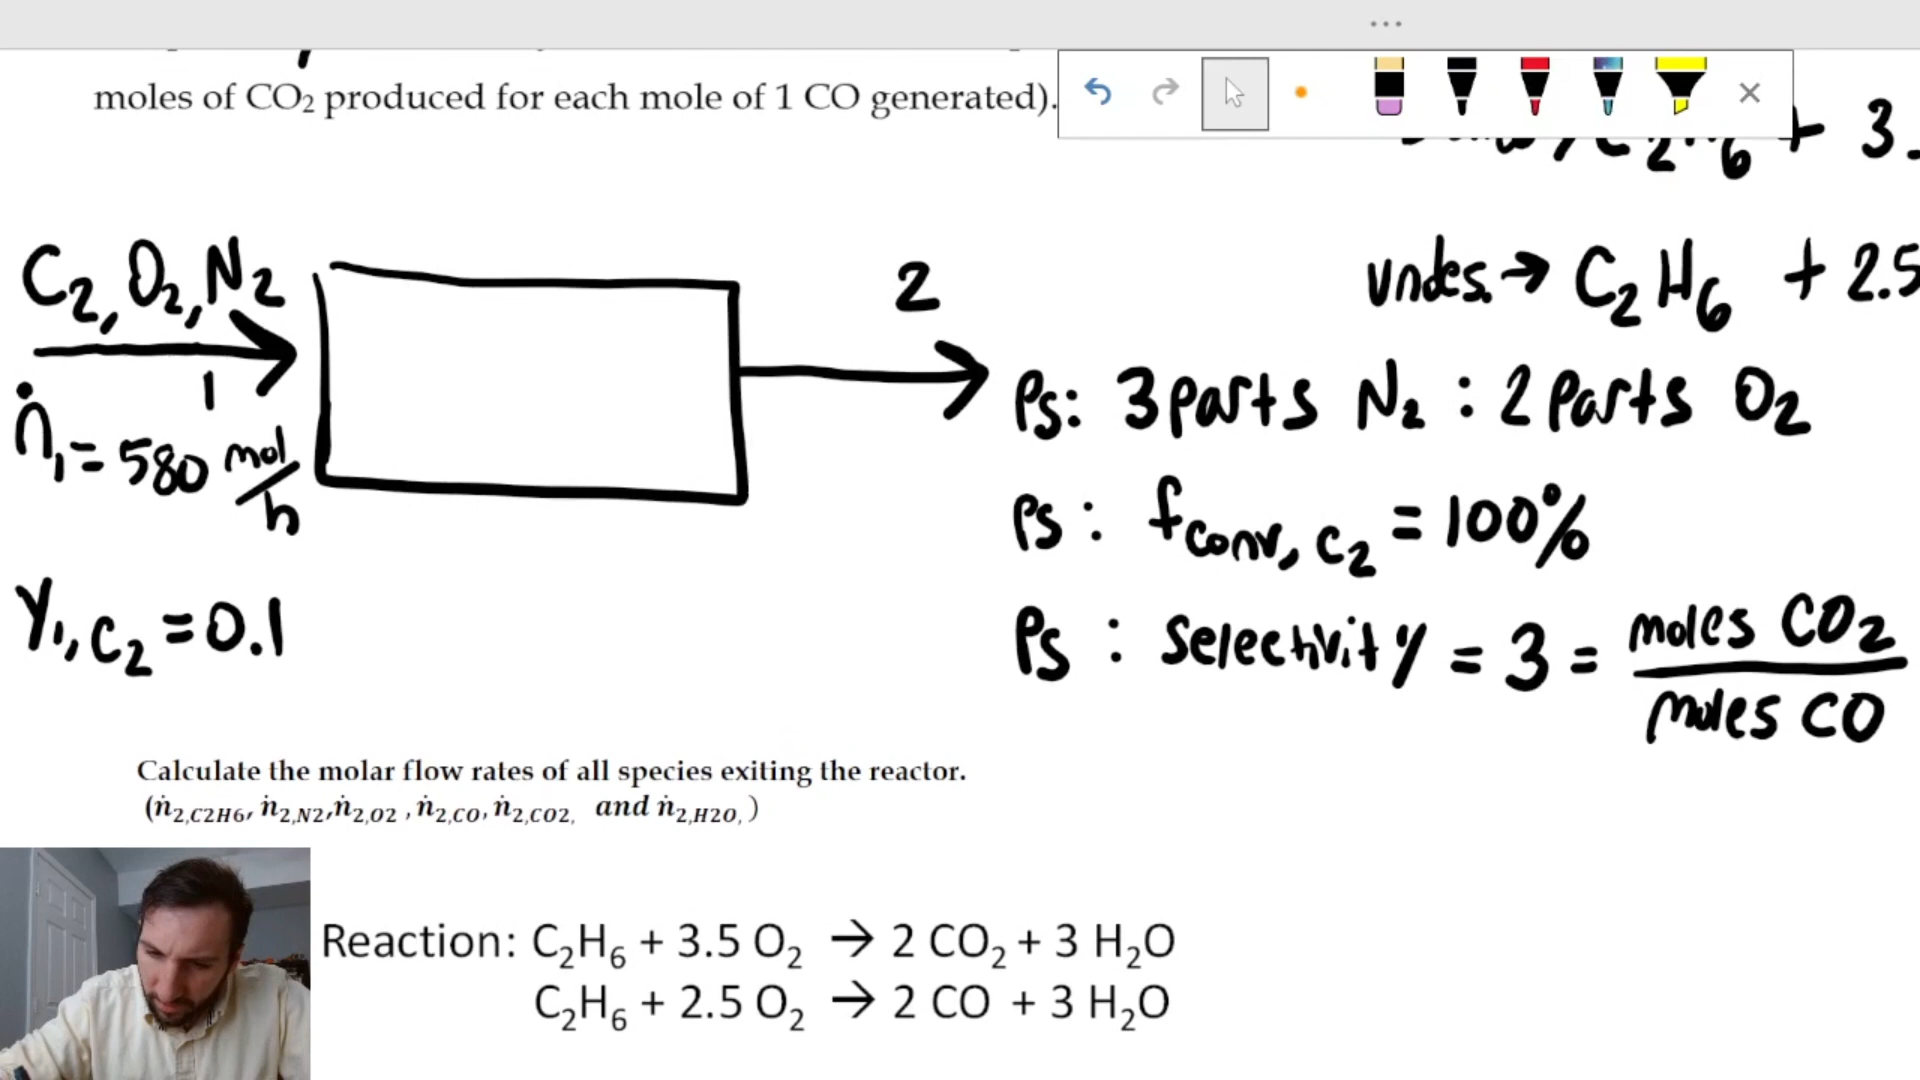 moles of CO₂ produced for each mole of 1 CO generated).
+ 3
undes. → C₂H₆ + 2.5
C₂, O₂, N₂
1
2
ṅ₁ = 580 mol/h
Ps: 3 parts N₂ : 2 parts O₂
Ps: f conv, C₂ = 100%
y₁, C₂ = 0.1
Ps: selectivity = 3 = moles CO₂ / moles CO
Calculate the molar flow rates of all species exiting the reactor.
(ṅ₂,C2H6, ṅ₂,N2, ṅ₂,O2 , ṅ₂,CO, ṅ₂,CO2, and ṅ₂,H2O, )
Reaction: C₂H₆ + 3.5 O₂ → 2 CO₂ + 3 H₂O
C₂H₆ + 2.5 O₂ → 2 CO + 3 H₂O